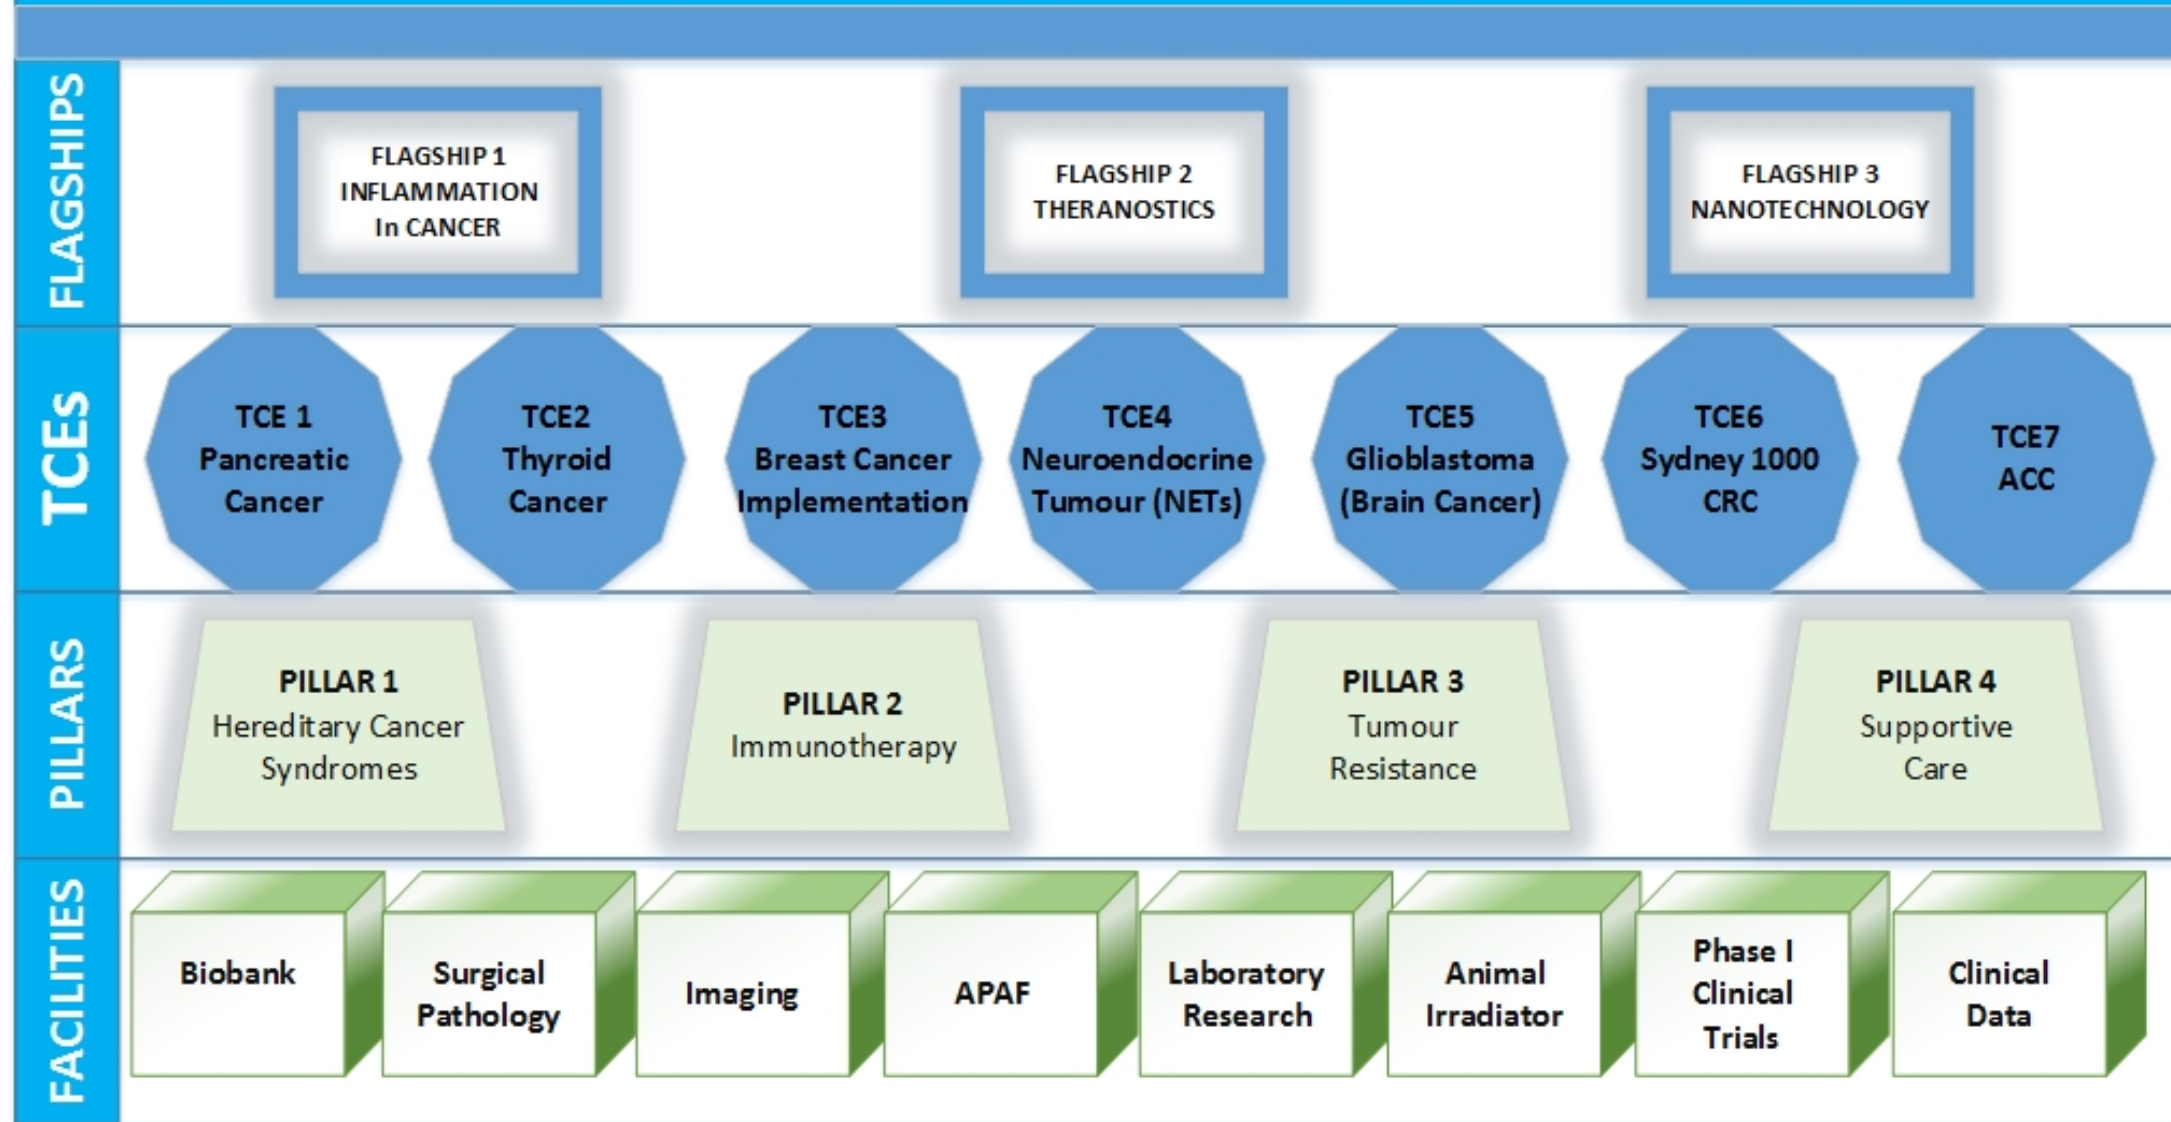 FLAGSHIPS
FLAGSHIP 1
INFLAMMATION
In CANCER
FLAGSHIP 2
THERANOSTICS
FLAGSHIP 3
NANOTECHNOLOGY
TCEs
TCE 1
Pancreatic
Cancer
TCE2
Thyroid
Cancer
TCE3
Breast Cancer
Implementation
TCE4
Neuroendocrine
Tumour (NETs)
TCE5
Glioblastoma
(Brain Cancer)
TCE6
Sydney 1000
CRC
TCE7
ACC
PILLARS
PILLAR 1
Hereditary Cancer
Syndromes
PILLAR 2
Immunotherapy
PILLAR 3
Tumour
Resistance
PILLAR 4
Supportive
Care
FACILITIES
Biobank
Surgical
Pathology
Imaging
APAF
Laboratory
Research
Animal
Irradiator
Phase I
Clinical
Trials
Clinical
Data